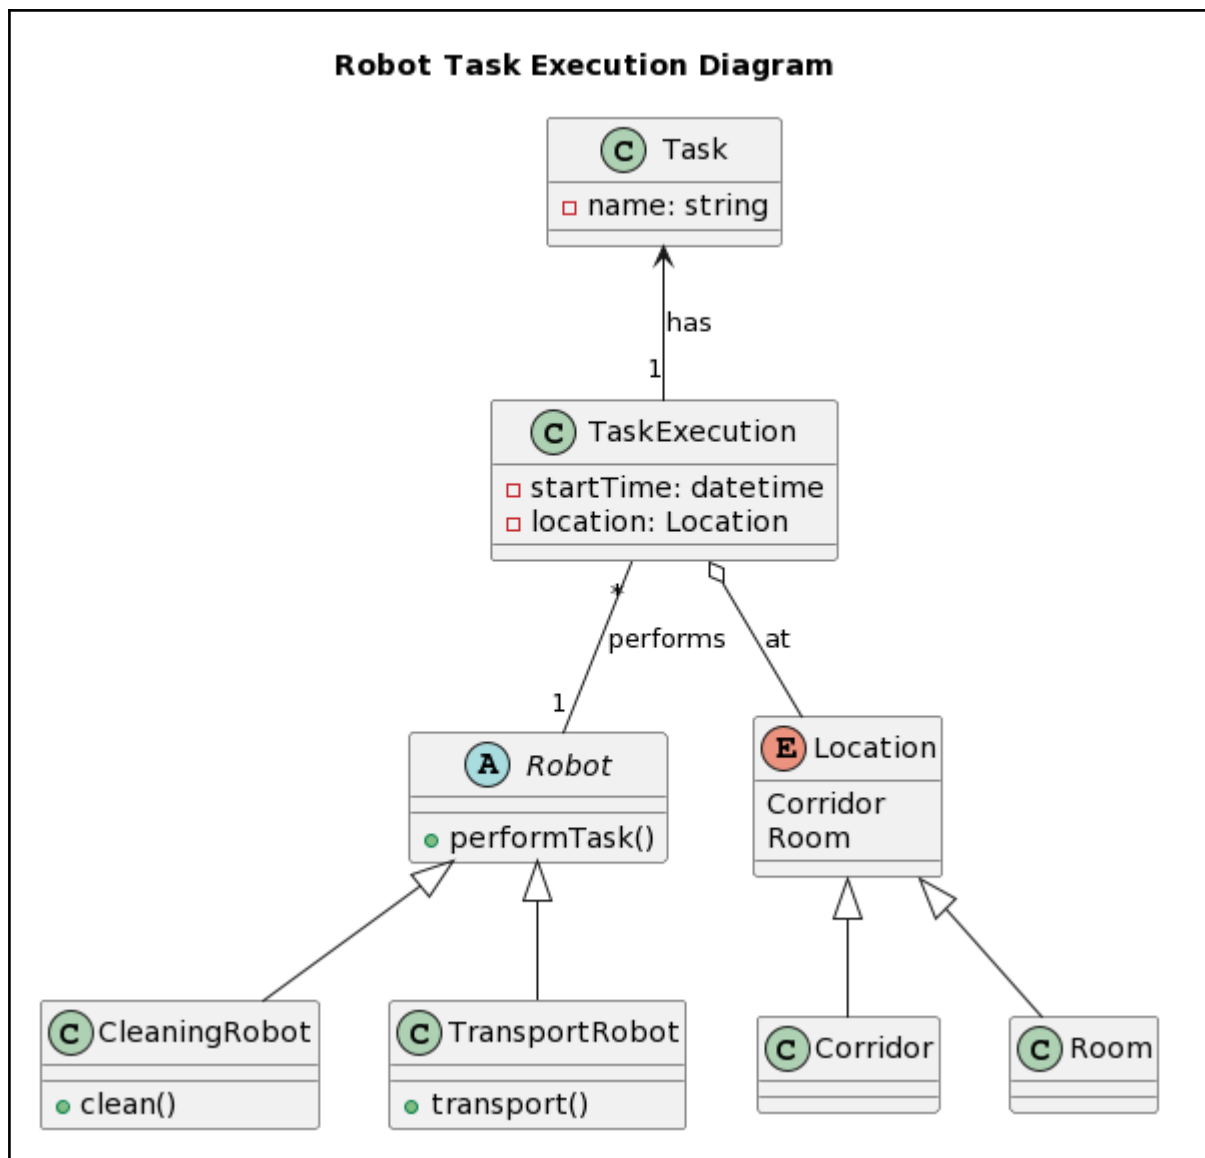 Robot Task Execution Diagram
C Task
name: string
has
1
C TaskExecution
startTime: datetime
location: Location
*
performs
at
1
A Robot
performTask()
E Location
Corridor
Room
C CleaningRobot
clean()
C TransportRobot
transport()
C Corridor
C Room